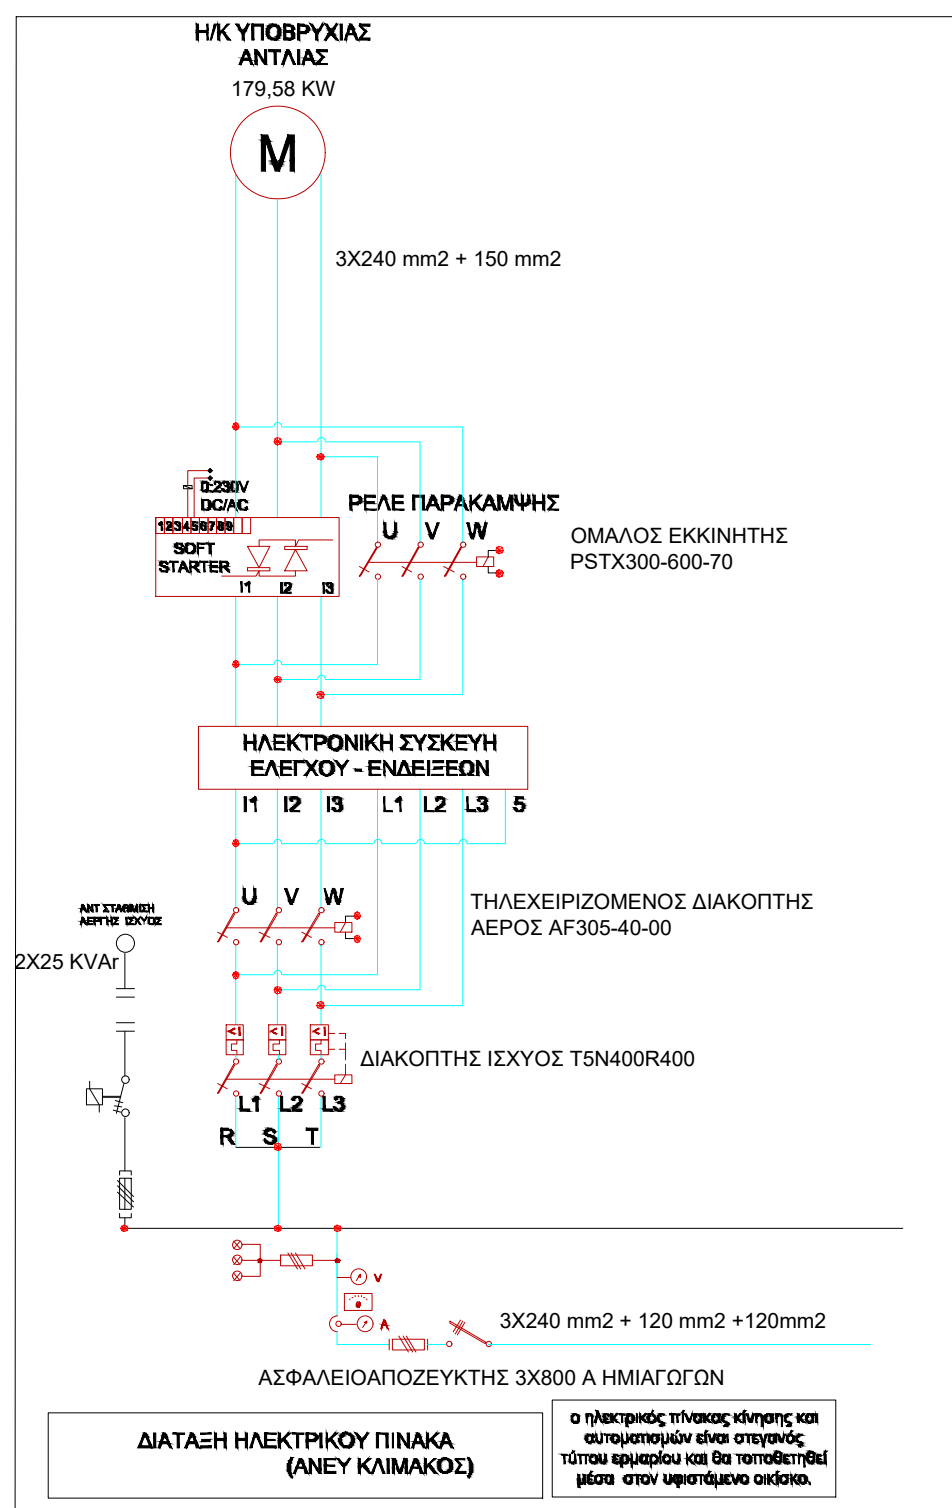 Η/Κ ΥΠΟΒΡΥΧΙΑΣ
ΑΝΤΛΙΑΣ
179,58 KW
M
3X240 mm2 + 150 mm2
0:230V
DC/AC
123456789
SOFT
STARTER
I1 I2 I3
ΡΕΛΕ ΠΑΡΑΚΑΜΨΗΣ
U V W
ΟΜΑΛΟΣ ΕΚΚΙΝΗΤΗΣ
PSTX300-600-70
ΗΛΕΚΤΡΟΝΙΚΗ ΣΥΣΚΕΥΗ
ΕΛΕΓΧΟΥ - ΕΝΔΕΙΞΕΩΝ
I1 I2 I3 L1 L2 L3 5
U V W
ΤΗΛΕΧΕΙΡΙΖΟΜΕΝΟΣ ΔΙΑΚΟΠΤΗΣ
ΑΕΡΟΣ AF305-40-00
ΑΝΤΙΣΤΑΘΜΙΣΗ
ΑΕΡΓΗΣ ΙΣΧΥΟΣ
2X25 KVAr
<I <I <I
ΔΙΑΚΟΠΤΗΣ ΙΣΧΥΟΣ T5N400R400
L1 L2 L3
R S T
V
A
3X240 mm2 + 120 mm2 +120mm2
ΑΣΦΑΛΕΙΟΑΠΟΖΕΥΚΤΗΣ 3X800 A ΗΜΙΑΓΩΓΩΝ
ΔΙΑΤΑΞΗ ΗΛΕΚΤΡΙΚΟΥ ΠΙΝΑΚΑ
(ΑΝΕΥ ΚΛΙΜΑΚΟΣ)
ο ηλεκτρικός πίνακας κίνησης και
αυτοματισμών είναι στεγανός
τύπου ερμαρίου και θα τοποθετηθεί
μέσα στον υφιστάμενο οικίσκο.